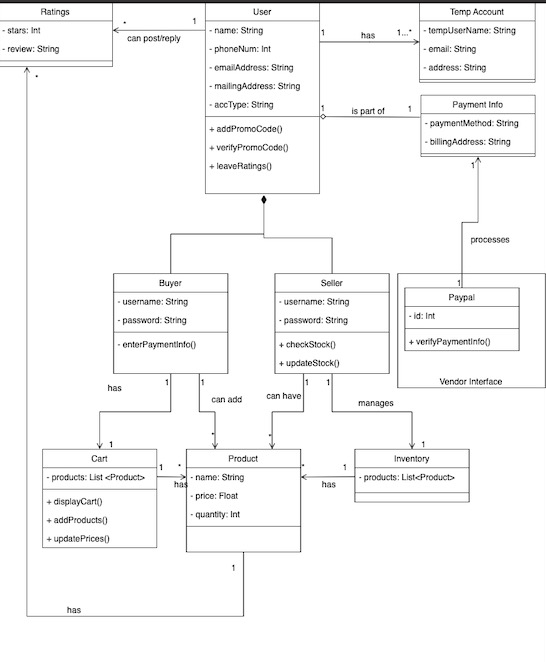 Ratings
- stars: Int
- review: String
*
1
can post/reply
User
- name: String
- phoneNum: Int
- emailAddress: String
- mailingAddress: String
- accType: String
+ addPromoCode()
+ verifyPromoCode()
+ leaveRatings()
1
has
1...*
Temp Account
- tempUserName: String
- email: String
- address: String
1
is part of
1
Payment Info
- paymentMethod: String
- billingAddress: String
*
1
processes
1
Paypal
- id: Int
+ verifyPaymentInfo()
Vendor Interface
Buyer
- username: String
- password: String
- enterPaymentInfo()
Seller
- username: String
- password: String
+ checkStock()
+ updateStock()
has
1
1
1
can add
*
can have
1
*
1
manages
1
Cart
- products: List <Product>
+ displayCart()
+ addProducts()
+ updatePrices()
1
*
has
Product
- name: String
- price: Float
- quantity: Int
*
1
has
Inventory
- products: List<Product>
1
has